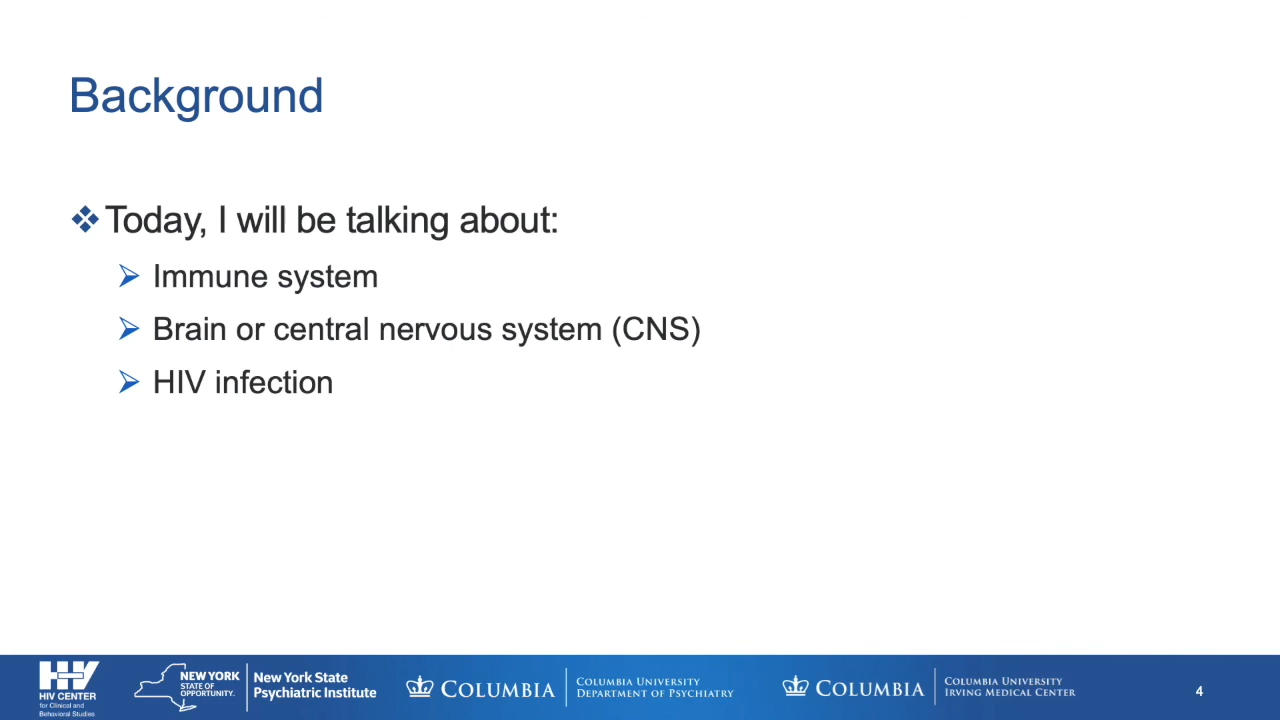 Background
Today, I will be talking about:
Immune system
Brain or central nervous system (CNS)
HIV infection
HIV CENTER
for Clinical and
Behavioral Studies
NEW YORK
STATE OF
OPPORTUNITY.
New York State
Psychiatric Institute
COLUMBIA
COLUMBIA UNIVERSITY
DEPARTMENT OF PSYCHIATRY
COLUMBIA
COLUMBIA UNIVERSITY
IRVING MEDICAL CENTER
4